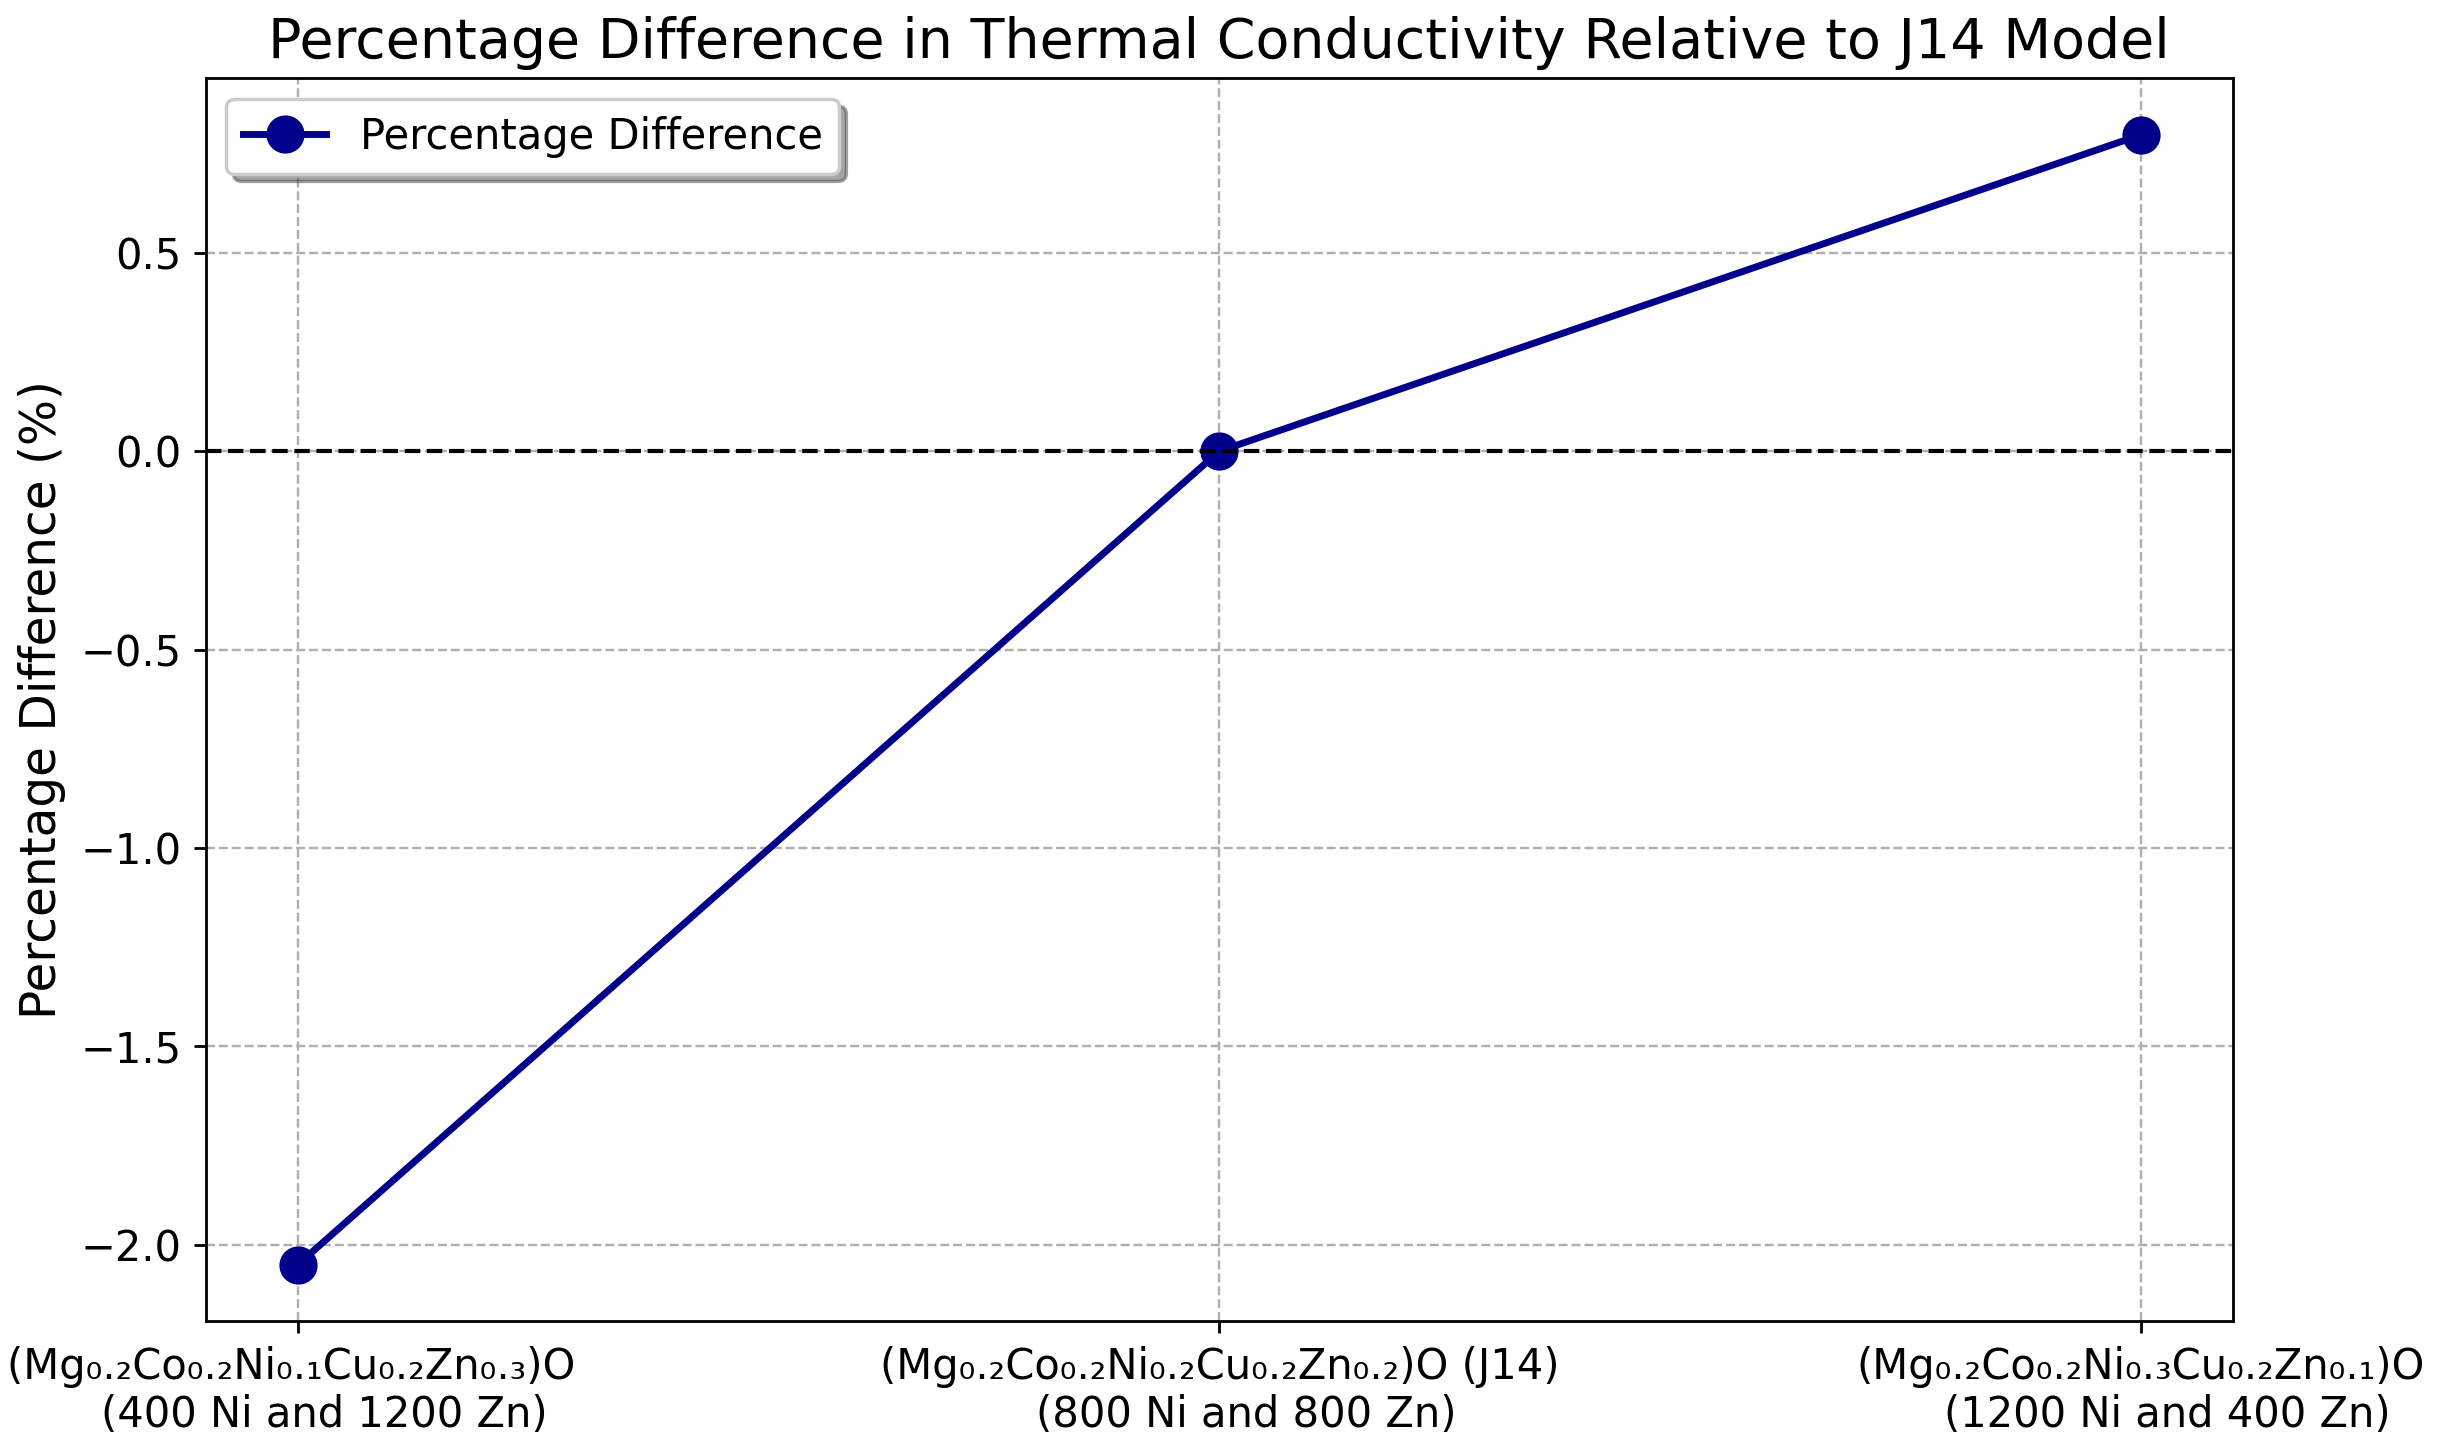 Percentage Difference in Thermal Conductivity Relative to J14 Model
Percentage Difference
Percentage Difference (%)
0.5
0.0
−0.5
−1.0
−1.5
−2.0
(Mg₀.₂Co₀.₂Ni₀.₁Cu₀.₂Zn₀.₃)O
(400 Ni and 1200 Zn)
(Mg₀.₂Co₀.₂Ni₀.₂Cu₀.₂Zn₀.₂)O (J14)
(800 Ni and 800 Zn)
(Mg₀.₂Co₀.₂Ni₀.₃Cu₀.₂Zn₀.₁)O
(1200 Ni and 400 Zn)